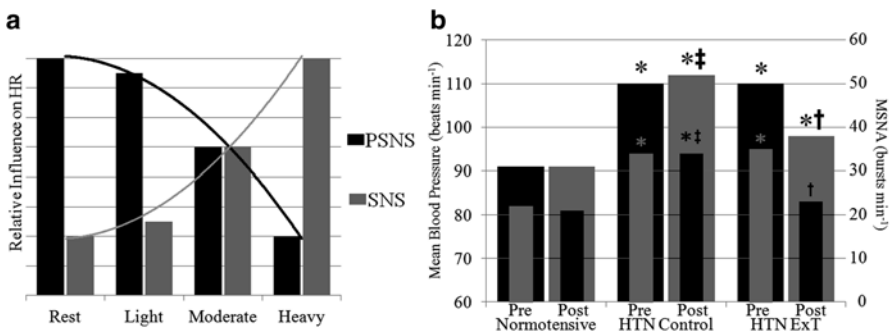 a
Relative Influence on HR
Rest Light Moderate Heavy
PSNS
SNS
b
Mean Blood Pressure (beats min⁻¹)
120
110
100
90
80
70
60
*
*
*‡
*‡
*
*
*†
†
60
50
40
30
20
10
0
MSNA (bursts min⁻¹)
Pre Post Pre Post Pre Post
Normotensive HTN Control HTN ExT